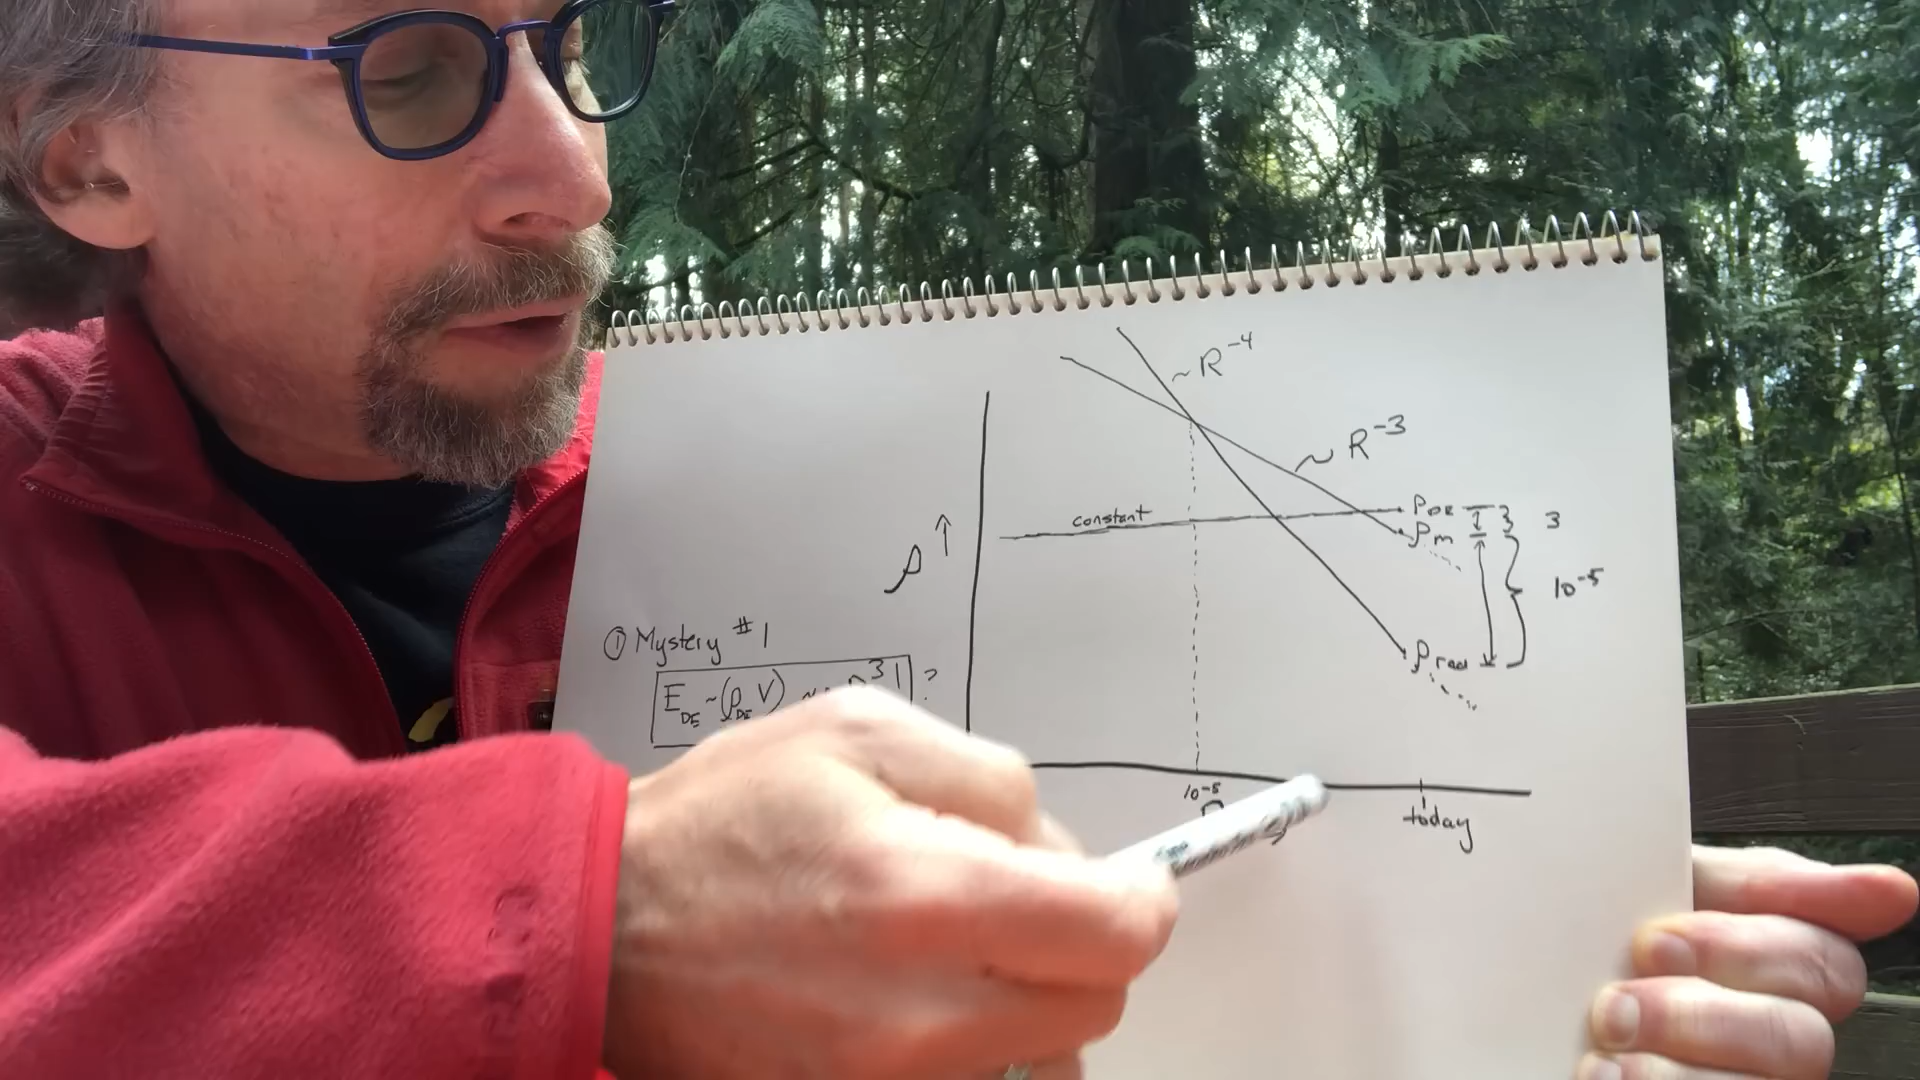 ~ R⁻⁴
~ R⁻³
constant
ρ_DE
3
ρ_m
10⁻⁵
ρ ↑
ρ_rad
① Mystery #1
E_DE ~ (ρ_DE V) ?
10⁻⁵
today